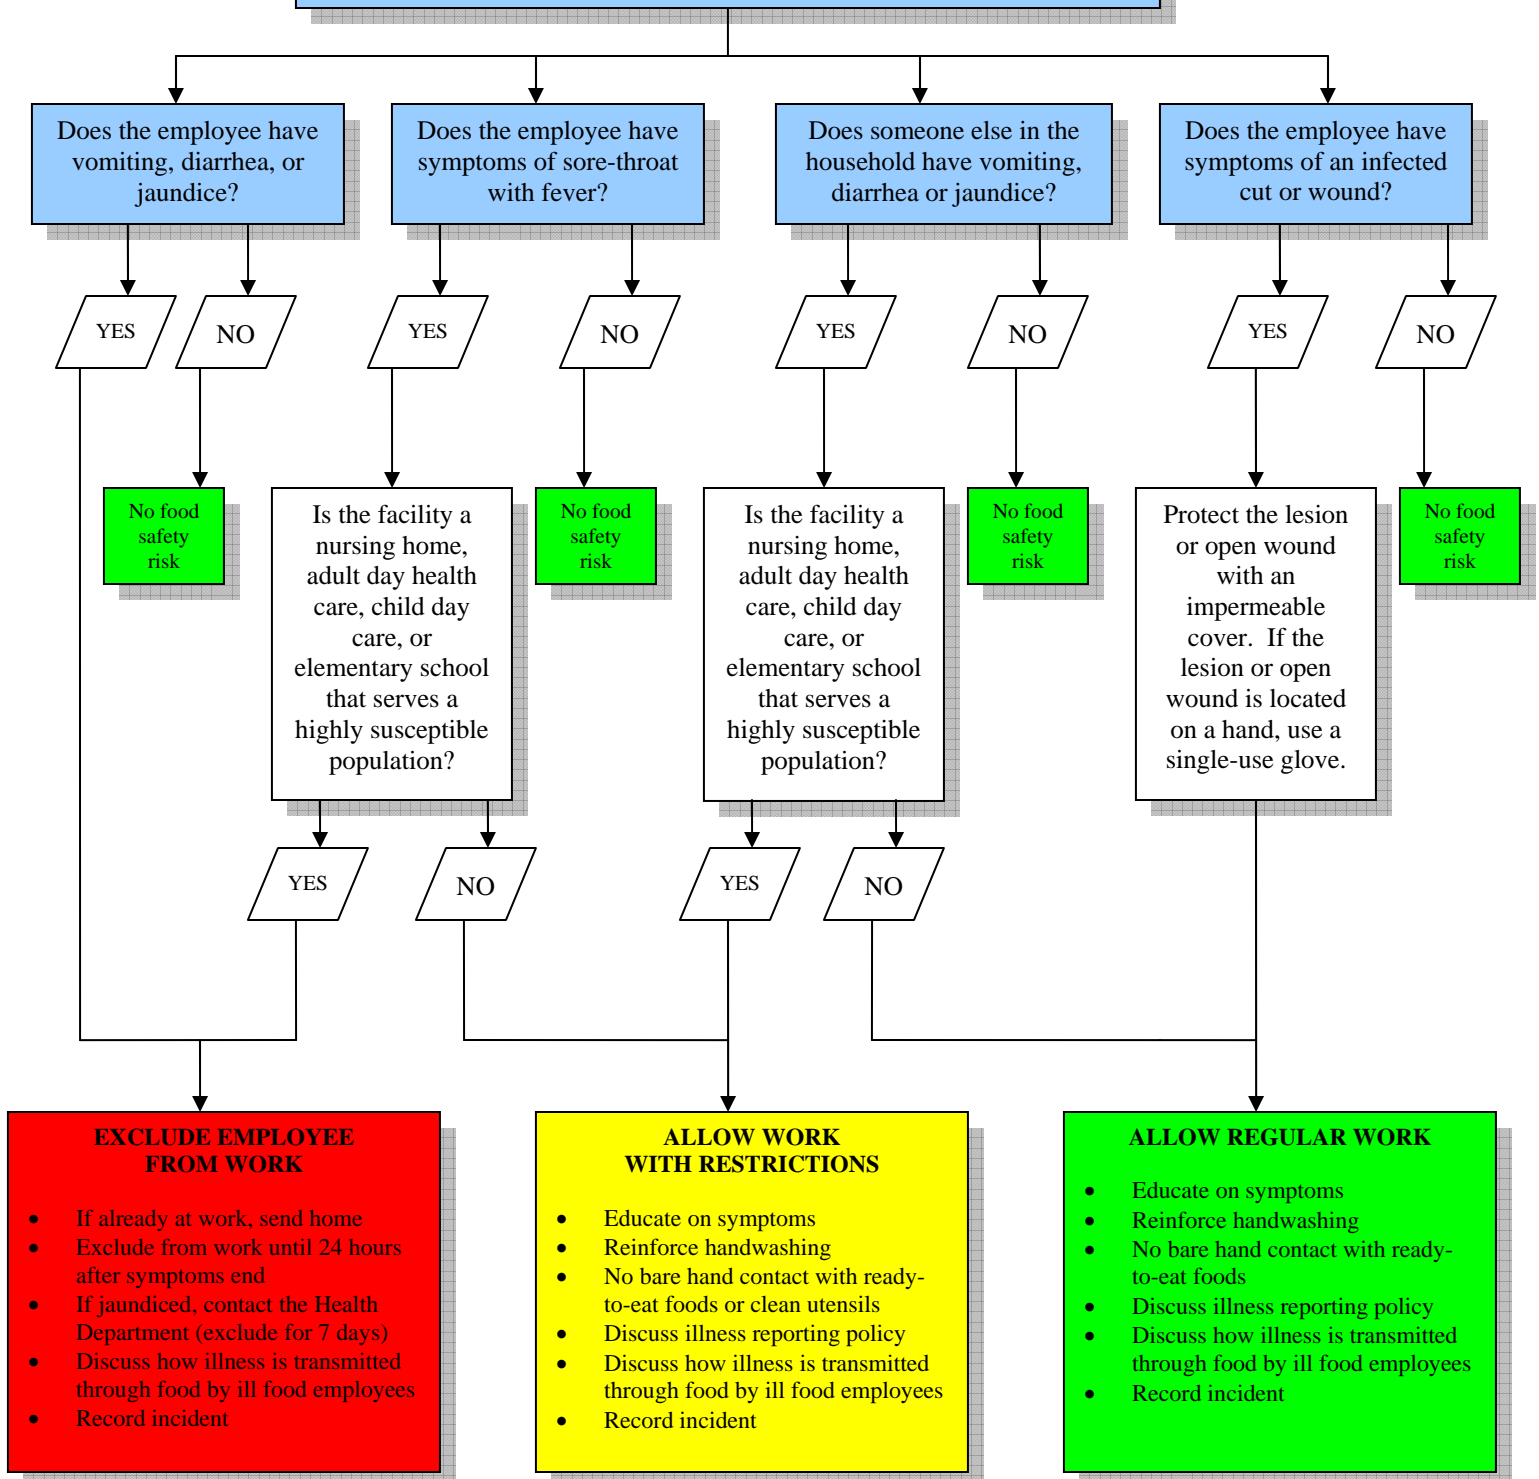 Does the employee have
vomiting, diarrhea, or
jaundice?
Does the employee have
symptoms of sore-throat
with fever?
Does someone else in the
household have vomiting,
diarrhea or jaundice?
Does the employee have
symptoms of an infected
cut or wound?
YES
NO
YES
NO
YES
NO
YES
NO
No food
safety
risk
Is the facility a
nursing home,
adult day health
care, child day
care, or
elementary school
that serves a
highly susceptible
population?
No food
safety
risk
Is the facility a
nursing home,
adult day health
care, child day
care, or
elementary school
that serves a
highly susceptible
population?
No food
safety
risk
Protect the lesion
or open wound
with an
impermeable
cover.  If the
lesion or open
wound is located
on a hand, use a
single-use glove.
No food
safety
risk
YES
NO
YES
NO
EXCLUDE EMPLOYEE
FROM WORK
• If already at work, send home
• Exclude from work until 24 hours
after symptoms end
• If jaundiced, contact the Health
Department (exclude for 7 days)
• Discuss how illness is transmitted
through food by ill food employees
• Record incident
ALLOW WORK
WITH RESTRICTIONS
• Educate on symptoms
• Reinforce handwashing
• No bare hand contact with ready-
to-eat foods or clean utensils
• Discuss illness reporting policy
• Discuss how illness is transmitted
through food by ill food employees
• Record incident
ALLOW REGULAR WORK
• Educate on symptoms
• Reinforce handwashing
• No bare hand contact with ready-
to-eat foods
• Discuss illness reporting policy
• Discuss how illness is transmitted
through food by ill food employees
• Record incident